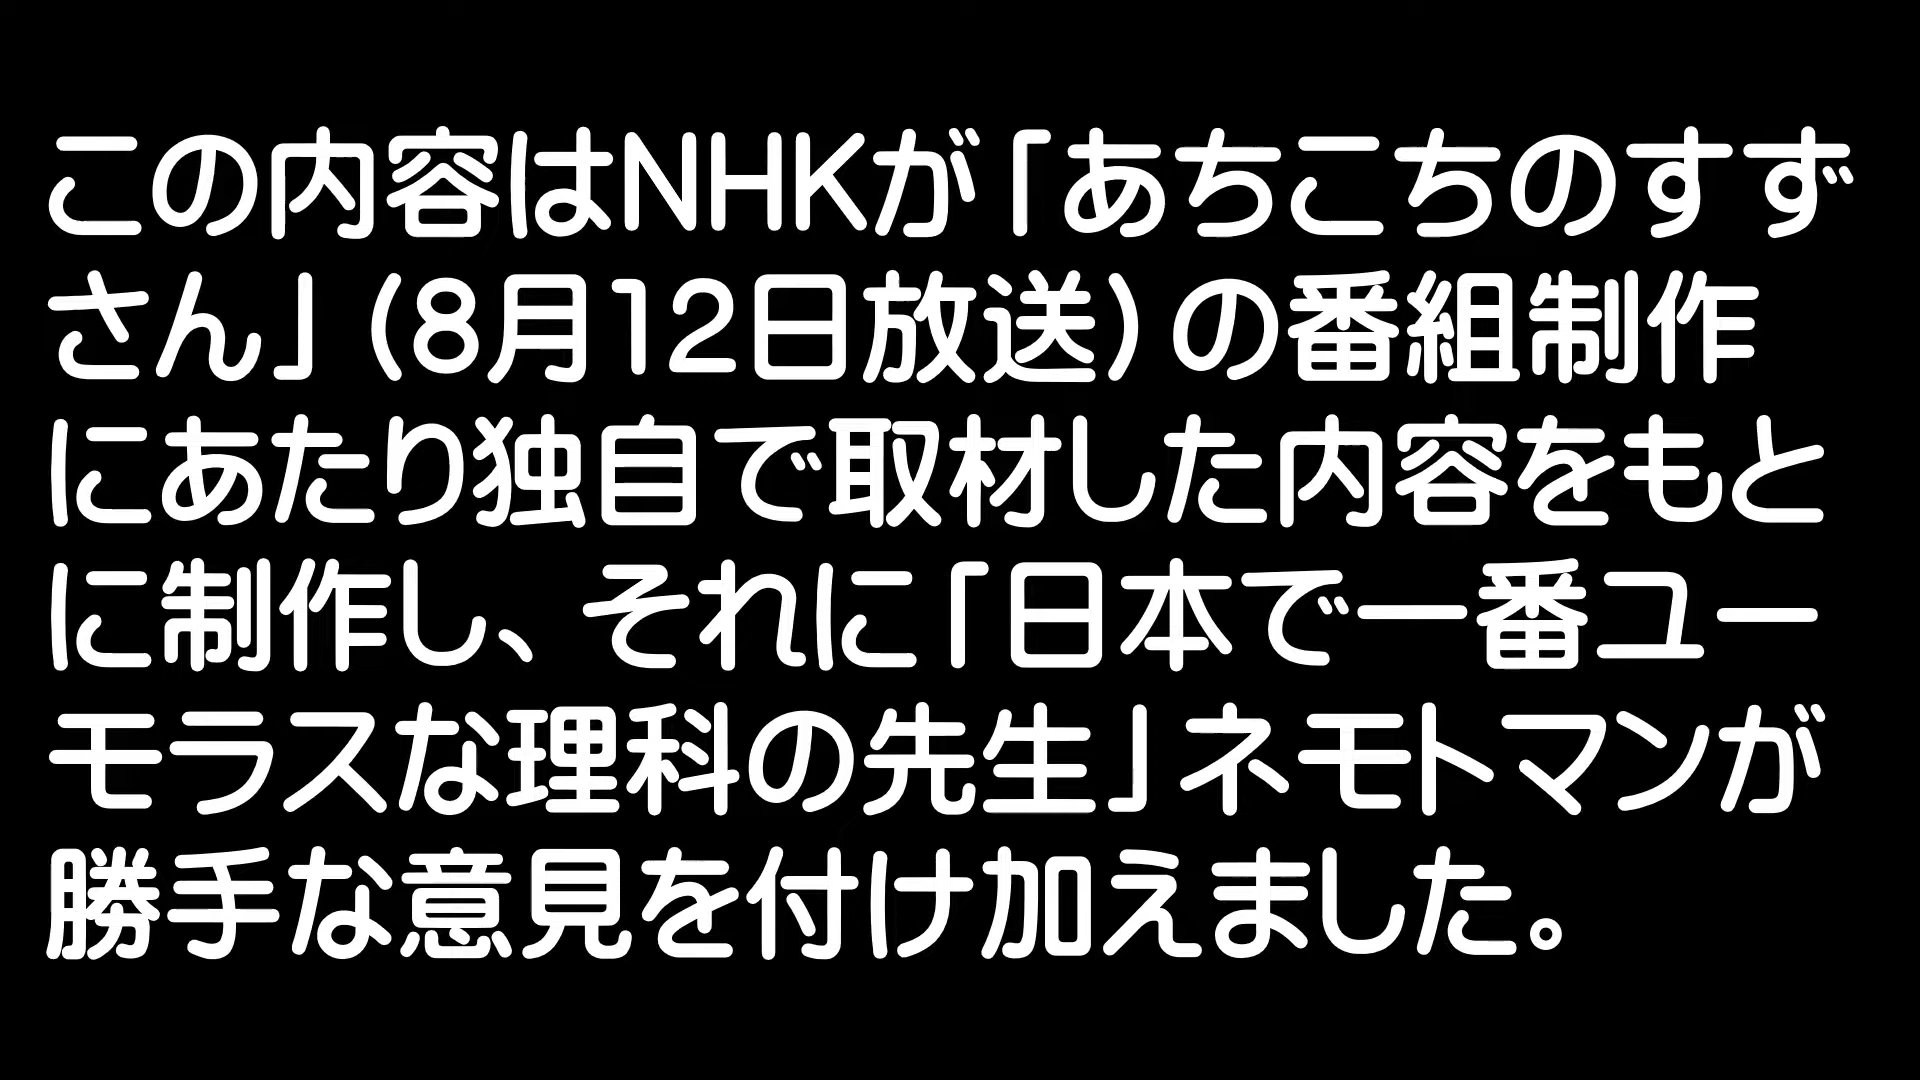 この内容はNHKが「あちこちのすず
さん」（8月12日放送）の番組制作
にあたり独自で取材した内容をもと
に制作し、それに「日本で一番ユー
モラスな理科の先生」ネモトマンが
勝手な意見を付け加えました。